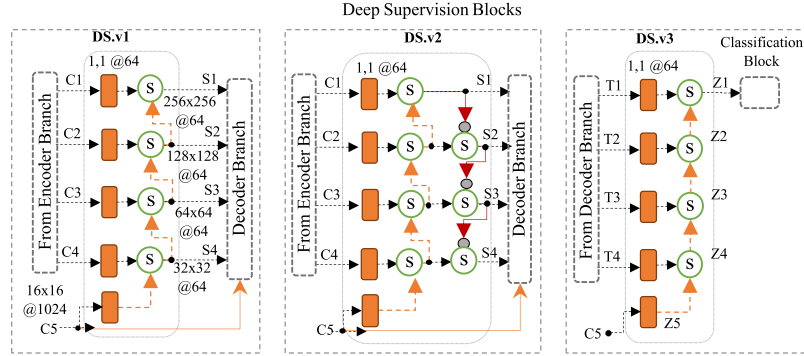 Deep Supervision Blocks
DS.v1
1,1 @64
From Encoder Branch
C1
S
S1
256x256
@64
C2
S
S2
128x128
@64
C3
S
S3
64x64
@64
C4
S
S4
32x32
@64
16x16
@1024
C5
Decoder Branch
DS.v2
1,1 @64
From Encoder Branch
C1
S
S1
C2
S
S
S2
C3
S
S
S3
C4
S
S
S4
C5
Decoder Branch
DS.v3
1,1 @64
Classification
Block
From Decoder Branch
T1
S
Z1
T2
S
Z2
T3
S
Z3
T4
S
Z4
C5
Z5